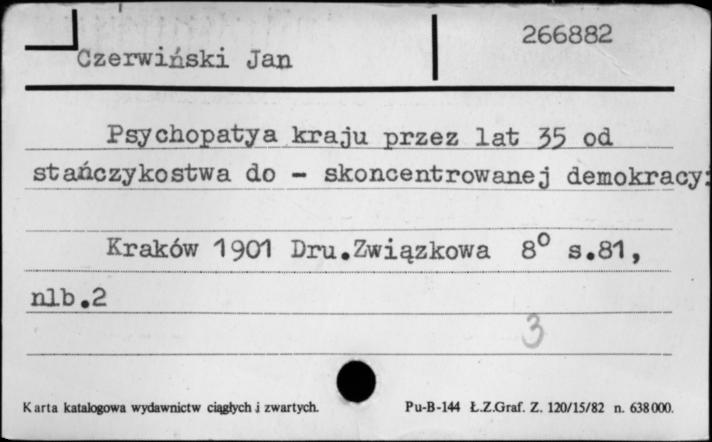 266882
Czerwiński Jan
Psychopatya kraju przez lat 35 od
stańczykostwa do - skoncentrowanej demokracyi
Kraków 1901 Dru.Związkowa 8° s.81,
nlb.2
3
Karta katalogowa wydawnictw ciągłych i zwartych.
Pu-B-144 Ł.Z.Graf. Z. 120/15/82 n. 638000.